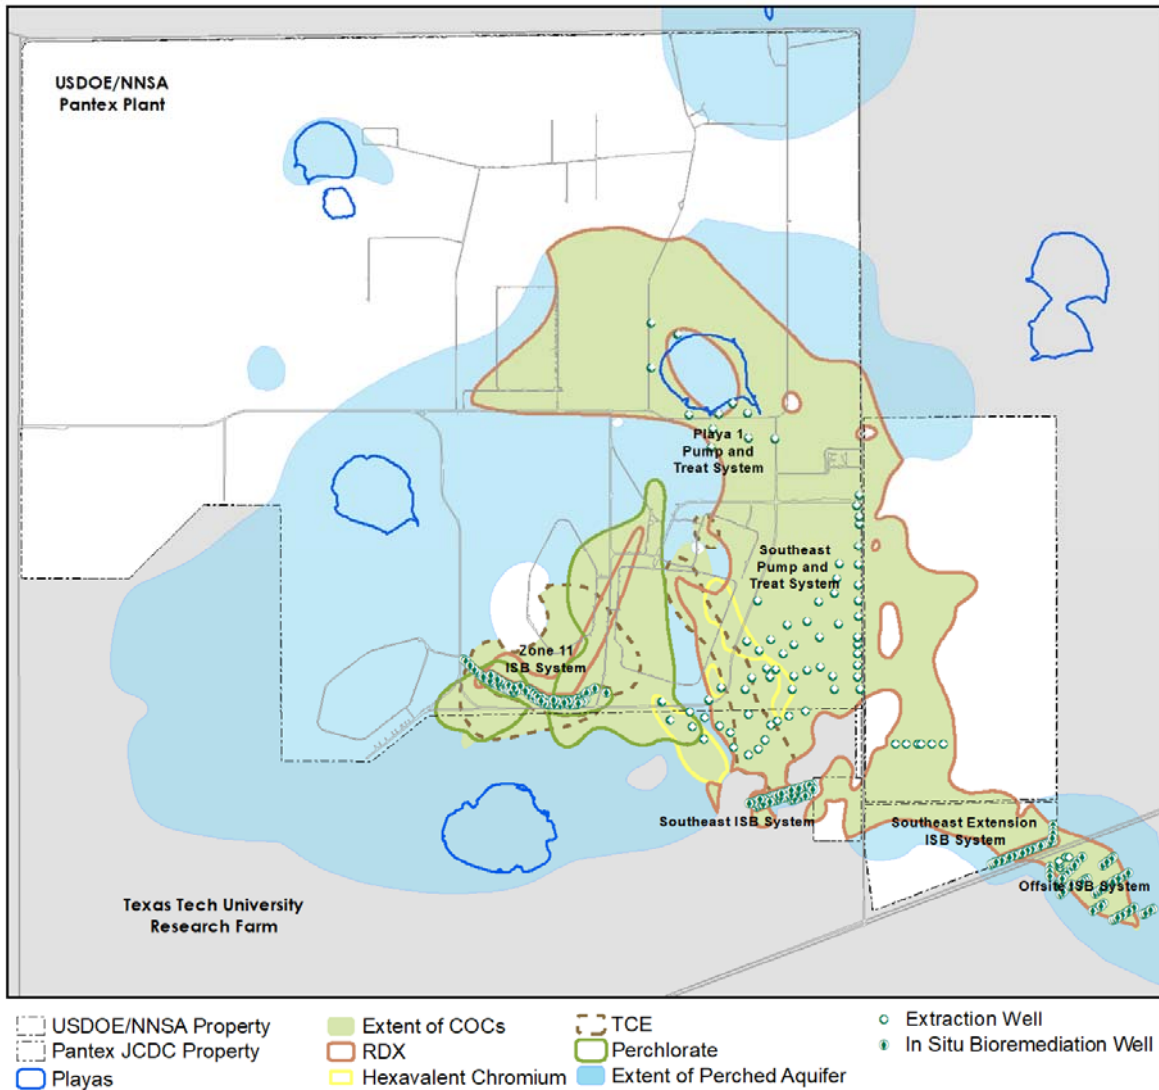 USDOE/NNSA
Pantex Plant
Playa 1
Pump and
Treat System
Southeast
Pump and
Treat System
Zone 11
ISB System
Southeast ISB System
Southeast Extension
ISB System
Offsite ISB System
Texas Tech University
Research Farm
USDOE/NNSA Property
Pantex JCDC Property
Playas
Extent of COCs
RDX
Hexavalent Chromium
TCE
Perchlorate
Extent of Perched Aquifer
Extraction Well
In Situ Bioremediation Well